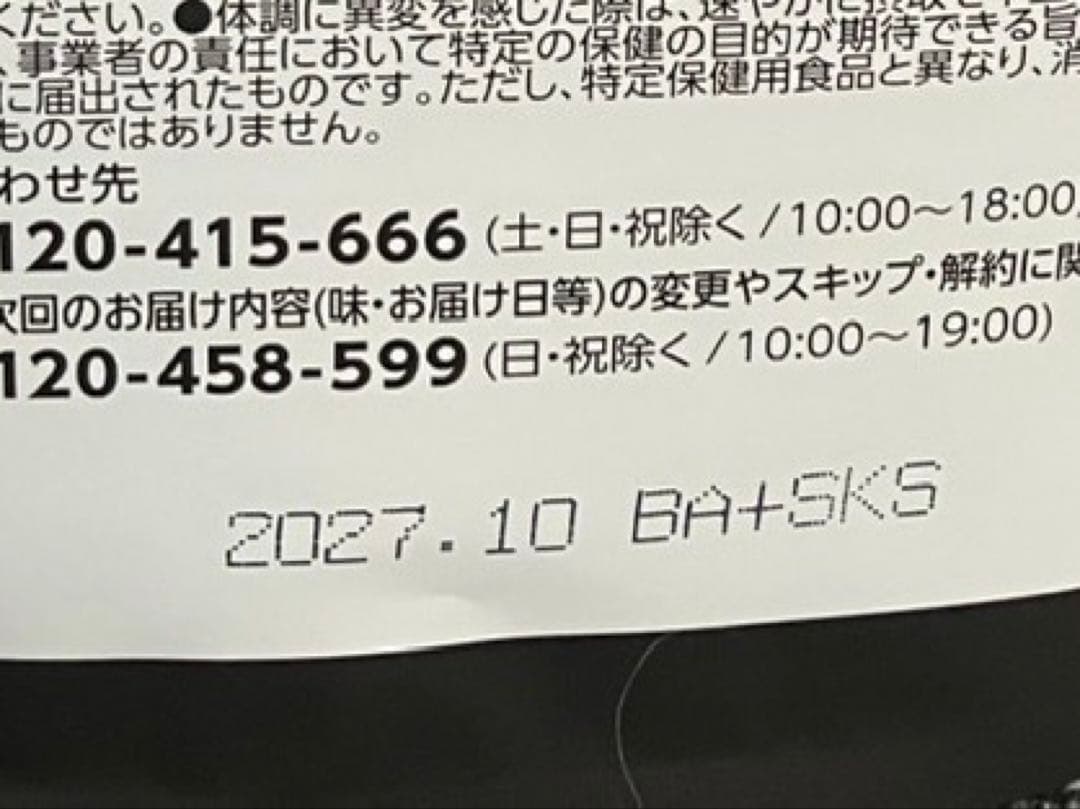 ください。●体調に異変を感じた際は、速やかに摂取を
、事業者の責任において特定の保健の目的が期待できる旨
に届出されたものです。ただし、特定保健用食品と異なり、消
ものではありません。
わせ先
120-415-666 (土・日・祝除く/10:00〜18:00)
次回のお届け内容(味・お届け日等)の変更やスキップ・解約に関
120-458-599 (日・祝除く/10:00〜19:00)
2027.10 BA+SKS